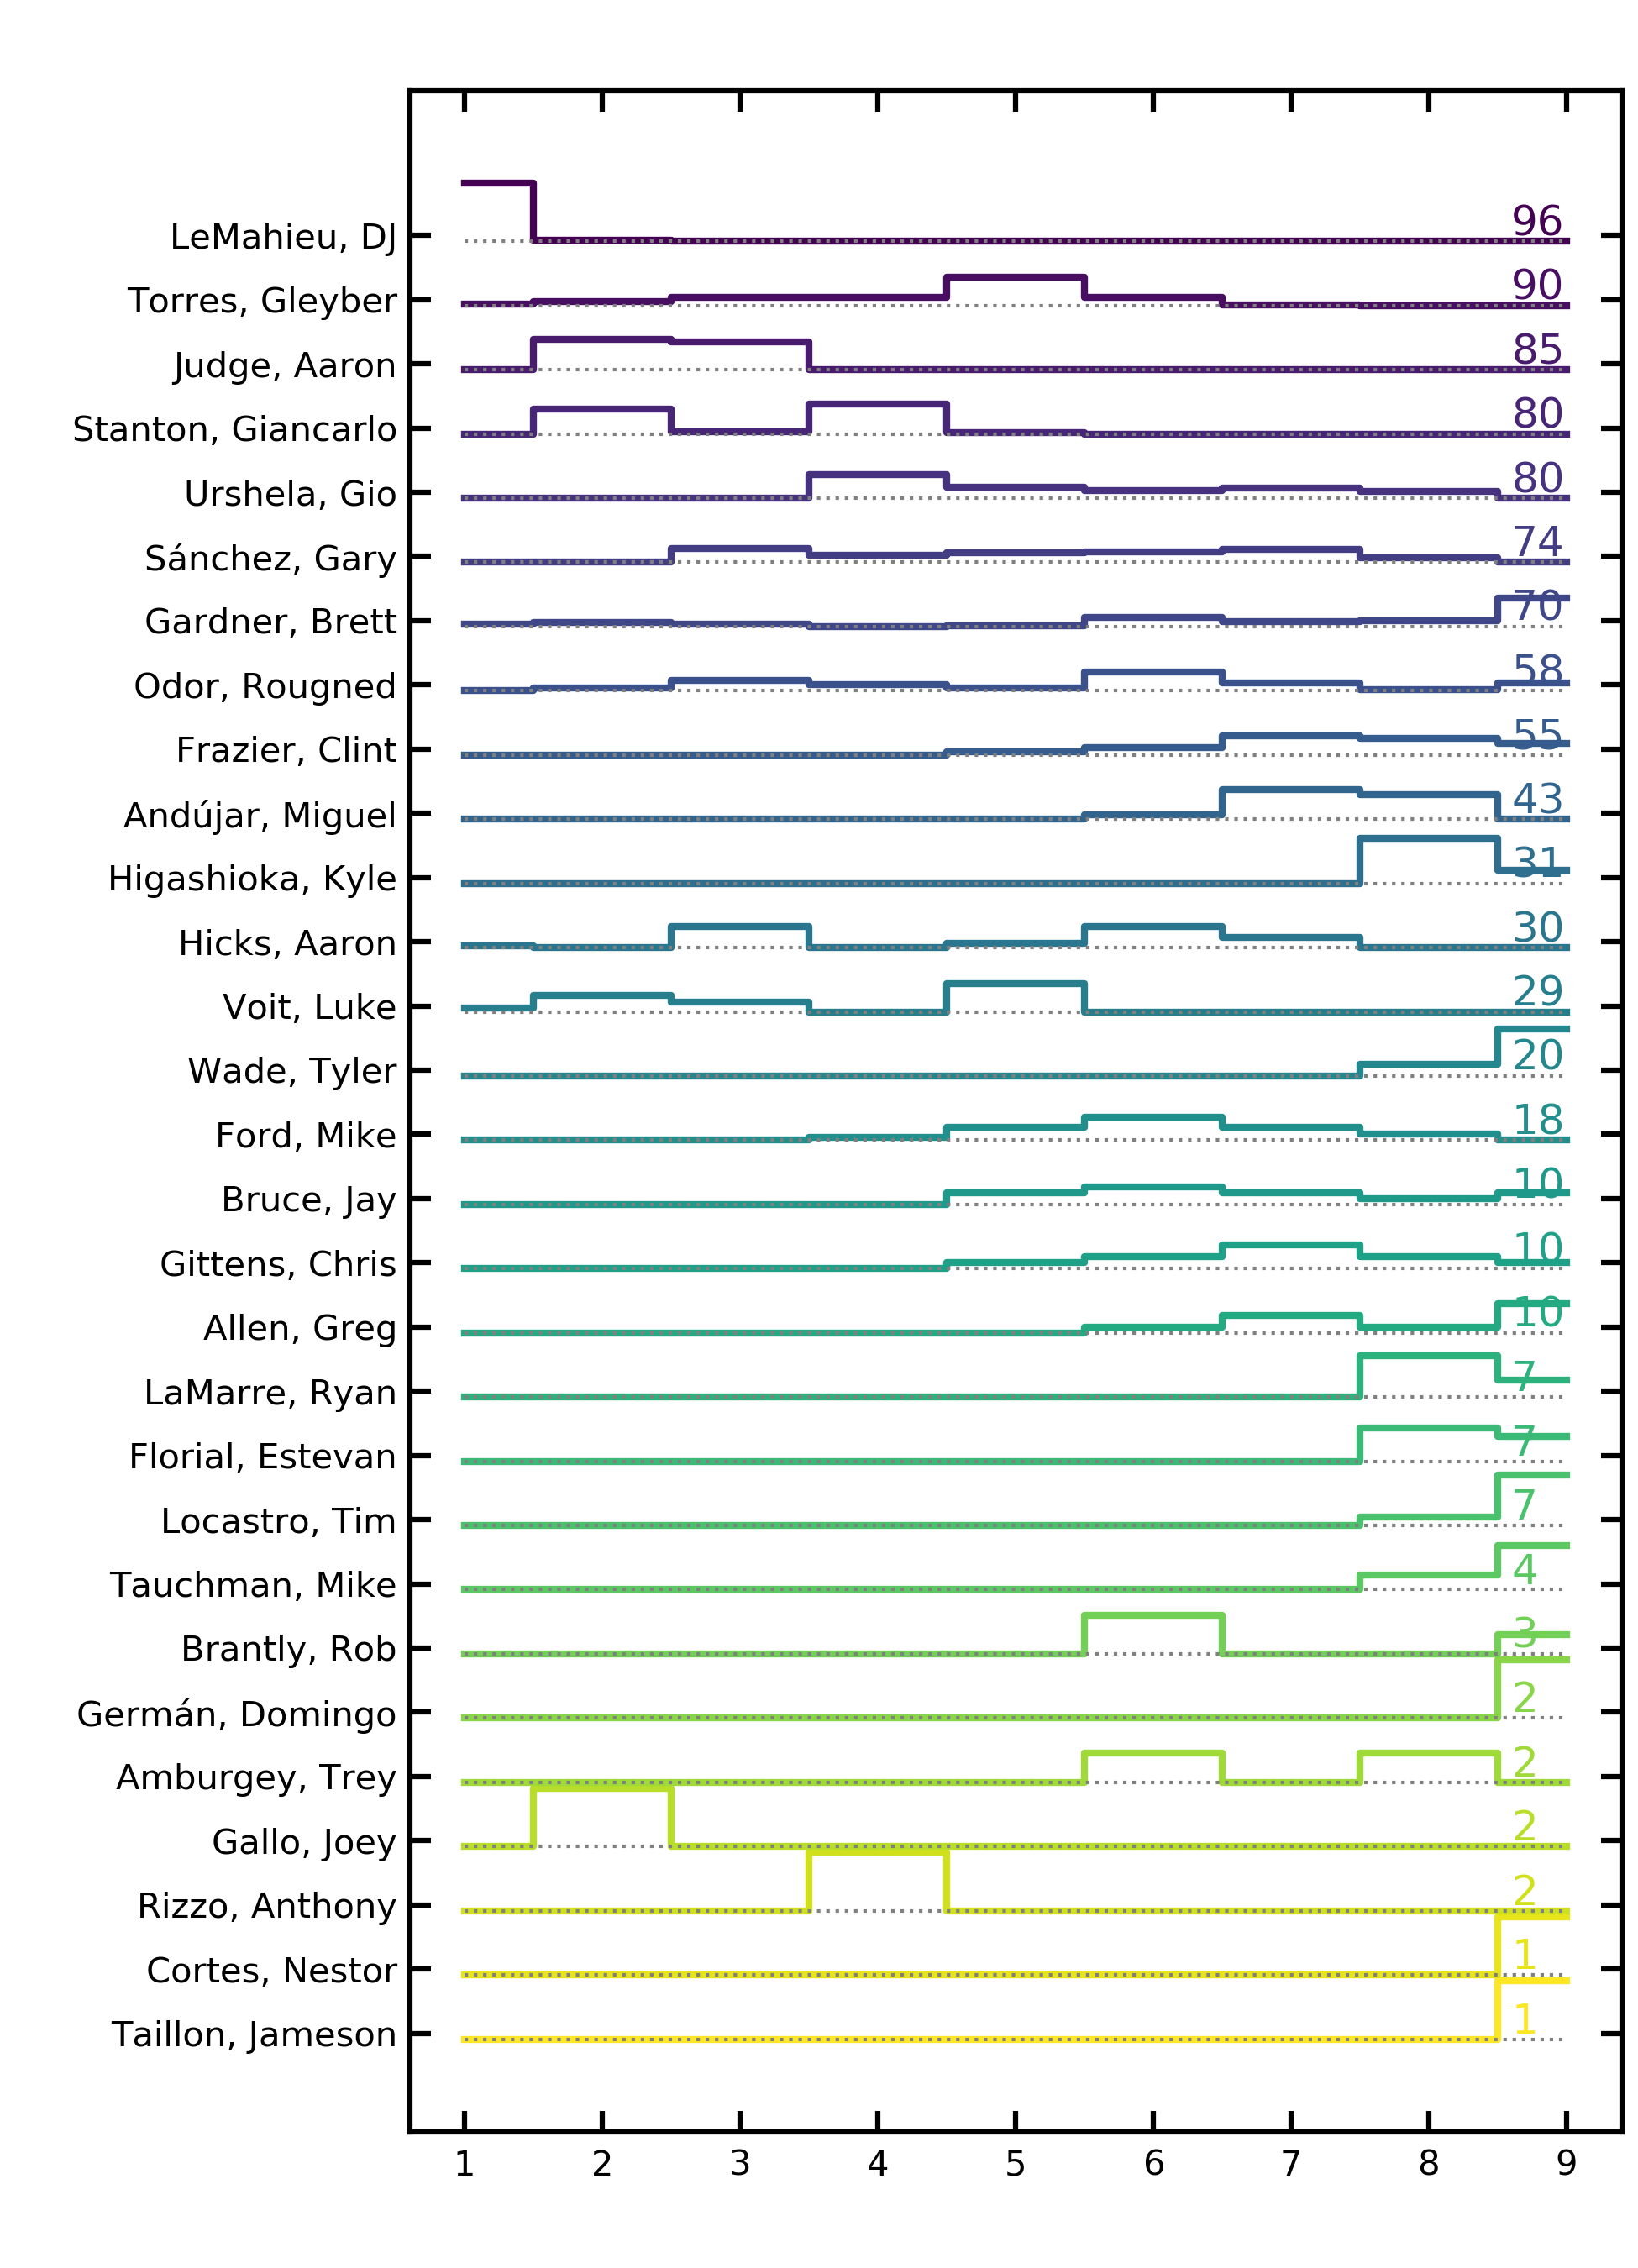 LeMahieu, DJ 96
Torres, Gleyber 90
Judge, Aaron 85
Stanton, Giancarlo 80
Urshela, Gio 80
Sánchez, Gary 74
Gardner, Brett 70
Odor, Rougned 58
Frazier, Clint 55
Andújar, Miguel 43
Higashioka, Kyle 31
Hicks, Aaron 30
Voit, Luke 29
Wade, Tyler 20
Ford, Mike 18
Bruce, Jay 10
Gittens, Chris 10
Allen, Greg 10
LaMarre, Ryan 7
Florial, Estevan 7
Locastro, Tim 7
Tauchman, Mike 4
Brantly, Rob 3
Germán, Domingo 2
Amburgey, Trey 2
Gallo, Joey 2
Rizzo, Anthony 2
Cortes, Nestor 1
Taillon, Jameson 1
1 2 3 4 5 6 7 8 9